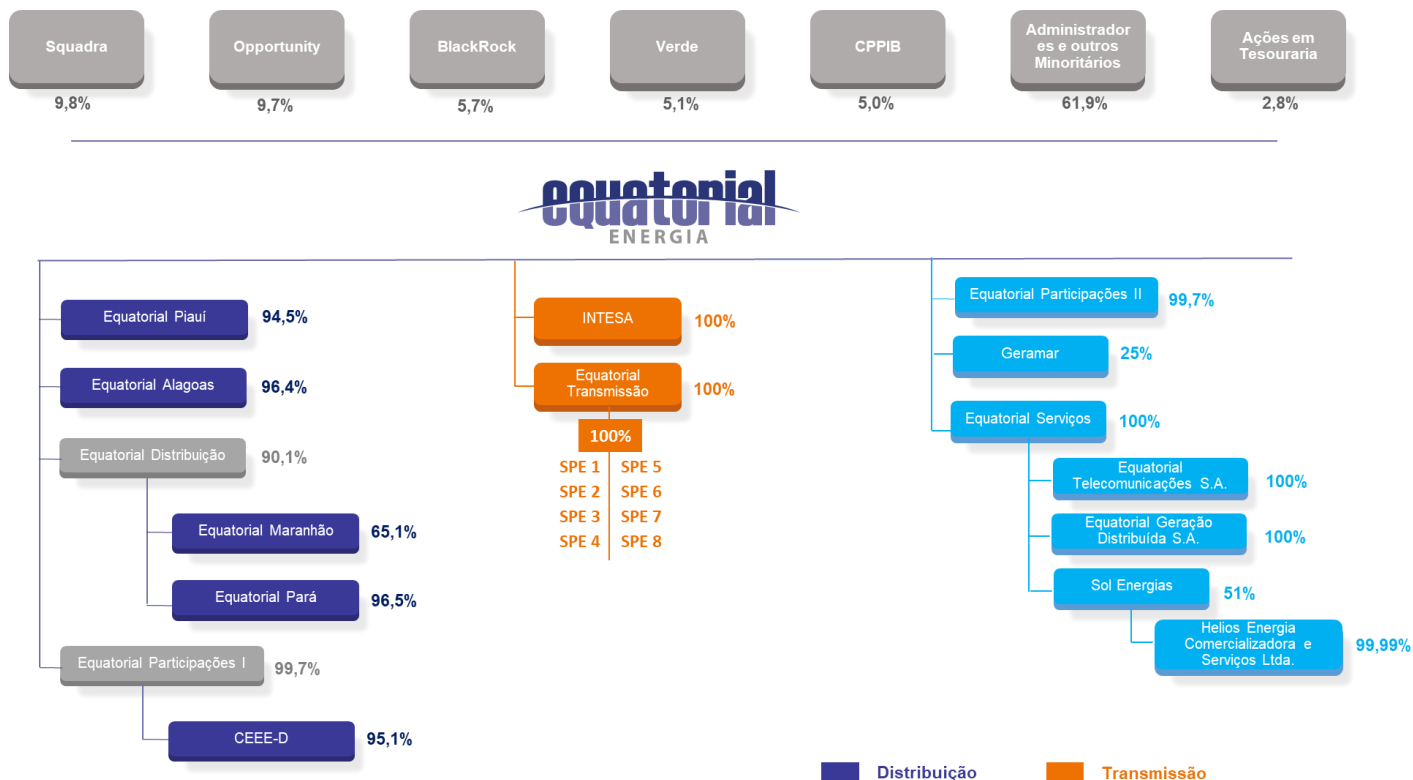 Squadra
Opportunity
BlackRock
Verde
CPPIB
Administrador
es e outros
Minoritários
Ações em
Tesouraria
9,8%
9,7%
5,7%
5,1%
5,0%
61,9%
2,8%
equatorial
ENERGIA
Equatorial Piauí
94,5%
Equatorial Alagoas
96,4%
Equatorial Distribuição
90,1%
Equatorial Maranhão
65,1%
Equatorial Pará
96,5%
Equatorial Participações I
99,7%
CEEE-D
95,1%
INTESA
100%
Equatorial
Transmissão
100%
100%
SPE 1
SPE 5
SPE 2
SPE 6
SPE 3
SPE 7
SPE 4
SPE 8
Equatorial Participações II
99,7%
Geramar
25%
Equatorial Serviços
100%
Equatorial
Telecomunicações S.A.
100%
Equatorial Geração
Distribuída S.A.
100%
Sol Energias
51%
Helios Energia
Comercializadora e
Serviços Ltda.
99,99%
Distribuição
Transmissão